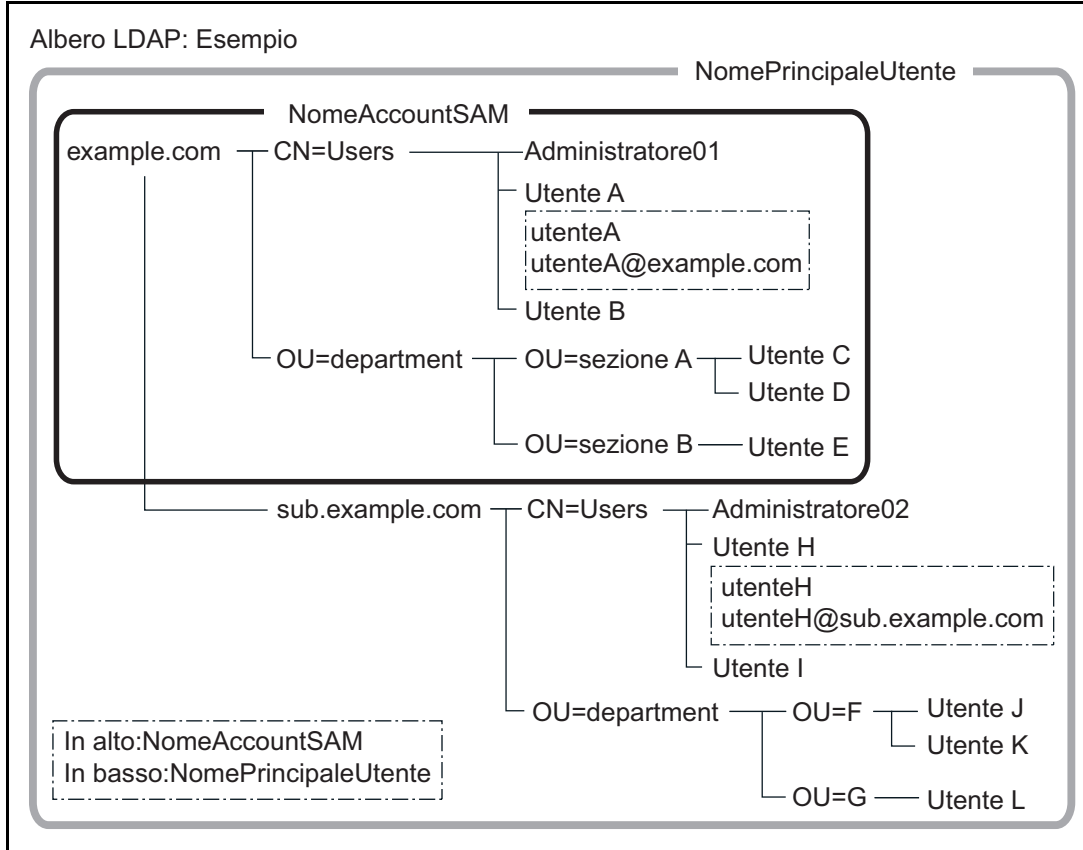 Albero LDAP: Esempio
NomePrincipaleUtente
NomeAccountSAM
example.com CN=Users Administratore01
Utente A
utenteA
utenteA@example.com
Utente B
OU=department OU=sezione A Utente C
Utente D
OU=sezione B Utente E
sub.example.com CN=Users Administratore02
Utente H
utenteH
utenteH@sub.example.com
Utente I
OU=department OU=F Utente J
Utente K
OU=G Utente L
In alto:NomeAccountSAM
In basso:NomePrincipaleUtente